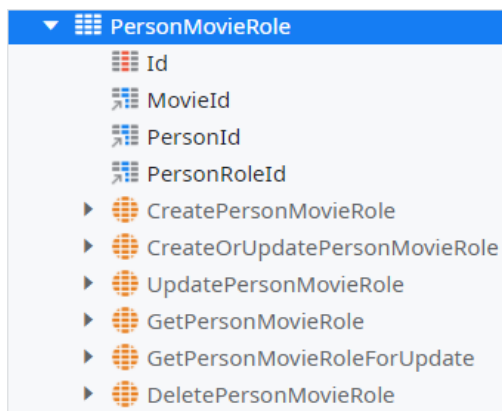 PersonMovieRole
Id
MovieId
PersonId
PersonRoleId
CreatePersonMovieRole
CreateOrUpdatePersonMovieRole
UpdatePersonMovieRole
GetPersonMovieRole
GetPersonMovieRoleForUpdate
DeletePersonMovieRole